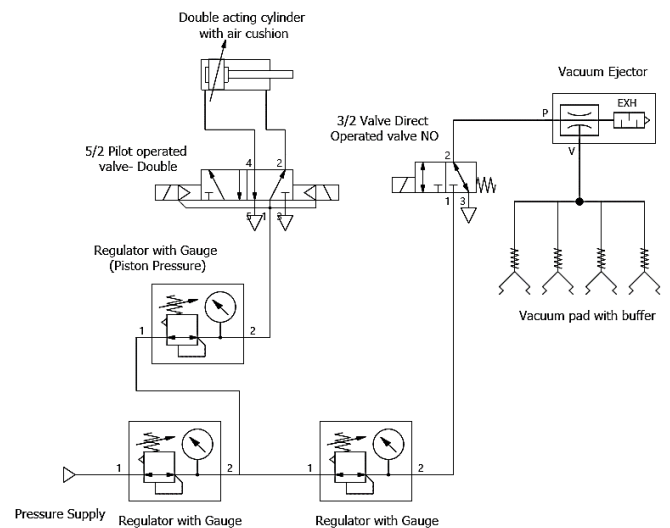 Double acting cylinder
with air cushion
Vacuum Ejector
EXH
P
V
3/2 Valve Direct
Operated valve NO
5/2 Pilot operated
valve- Double
4 2
5 1 3
2
1 3
Regulator with Gauge
(Piston Pressure)
1 2
Vacuum pad with buffer
1 2
1 2
Pressure Supply
Regulator with Gauge
Regulator with Gauge